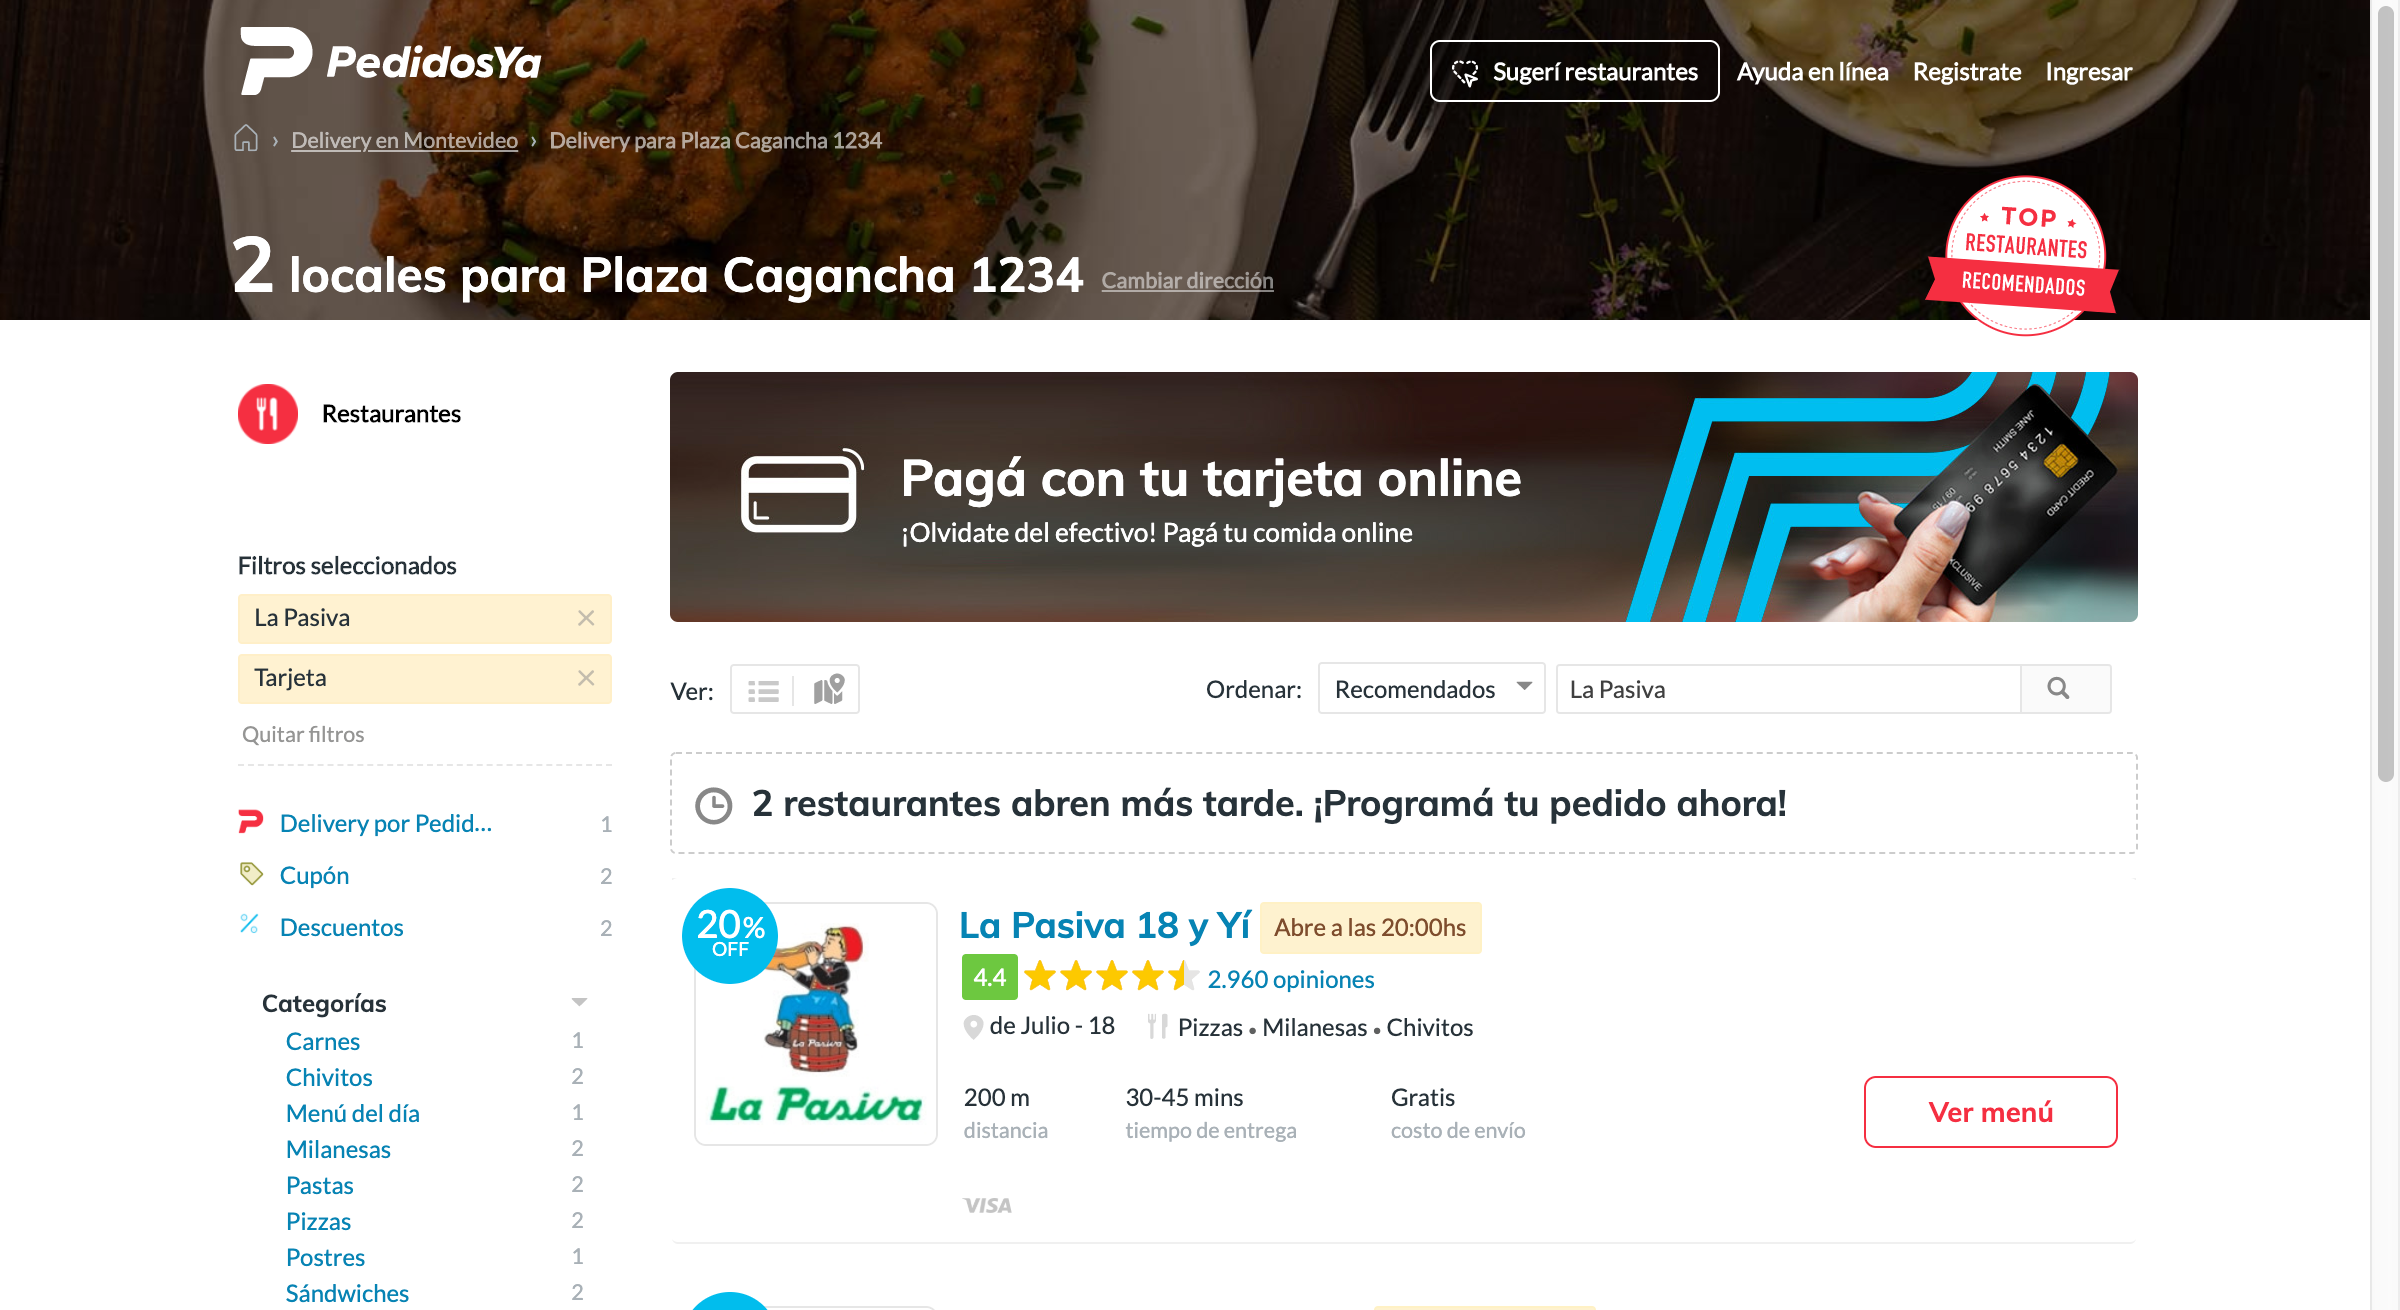 PedidosYa
Sugerí restaurantes
Ayuda en línea
Registrate
Ingresar
› Delivery en Montevideo › Delivery para Plaza Cagancha 1234
TOP
RESTAURANTES
RECOMENDADOS
2 locales para Plaza Cagancha 1234 Cambiar dirección
Restaurantes
Pagá con tu tarjeta online
¡Olvidate del efectivo! Pagá tu comida online
JANE SMITH
CREDIT CARD
Filtros seleccionados
La Pasiva
Tarjeta
Quitar filtros
Delivery por Pedid... 1
Cupón 2
Descuentos 2
Categorías
Carnes 1
Chivitos 2
Menú del día 1
Milanesas 2
Pastas 2
Pizzas 2
Postres 1
Sándwiches 2
Ver:
Ordenar: Recomendados
La Pasiva
2 restaurantes abren más tarde. ¡Programá tu pedido ahora!
20% OFF
La Pasiva
La Pasiva
La Pasiva 18 y Yí
Abre a las 20:00hs
4.4 2.960 opiniones
de Julio - 18
Pizzas • Milanesas • Chivitos
200 m
distancia
30-45 mins
tiempo de entrega
Gratis
costo de envío
Ver menú
VISA